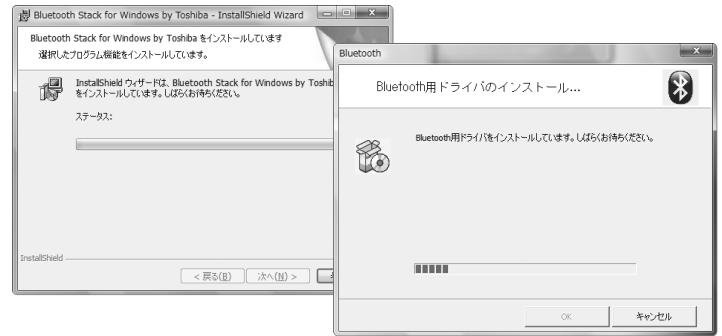 Bluetooth Stack for Windows by Toshiba - InstallShield Wizard
Bluetooth Stack for Windows by Toshiba をインストールしています
選択したプログラム機能をインストールしています。
InstallShield ウィザードは、Bluetooth Stack for Windows by Toshib
をインストールしています。しばらくお待ちください。
ステータス:
InstallShield
< 戻る(B)
次へ(N) >
Bluetooth
Bluetooth用ドライバのインストール...
Bluetooth用ドライバをインストールしています。しばらくお待ちください。
OK
キャンセル